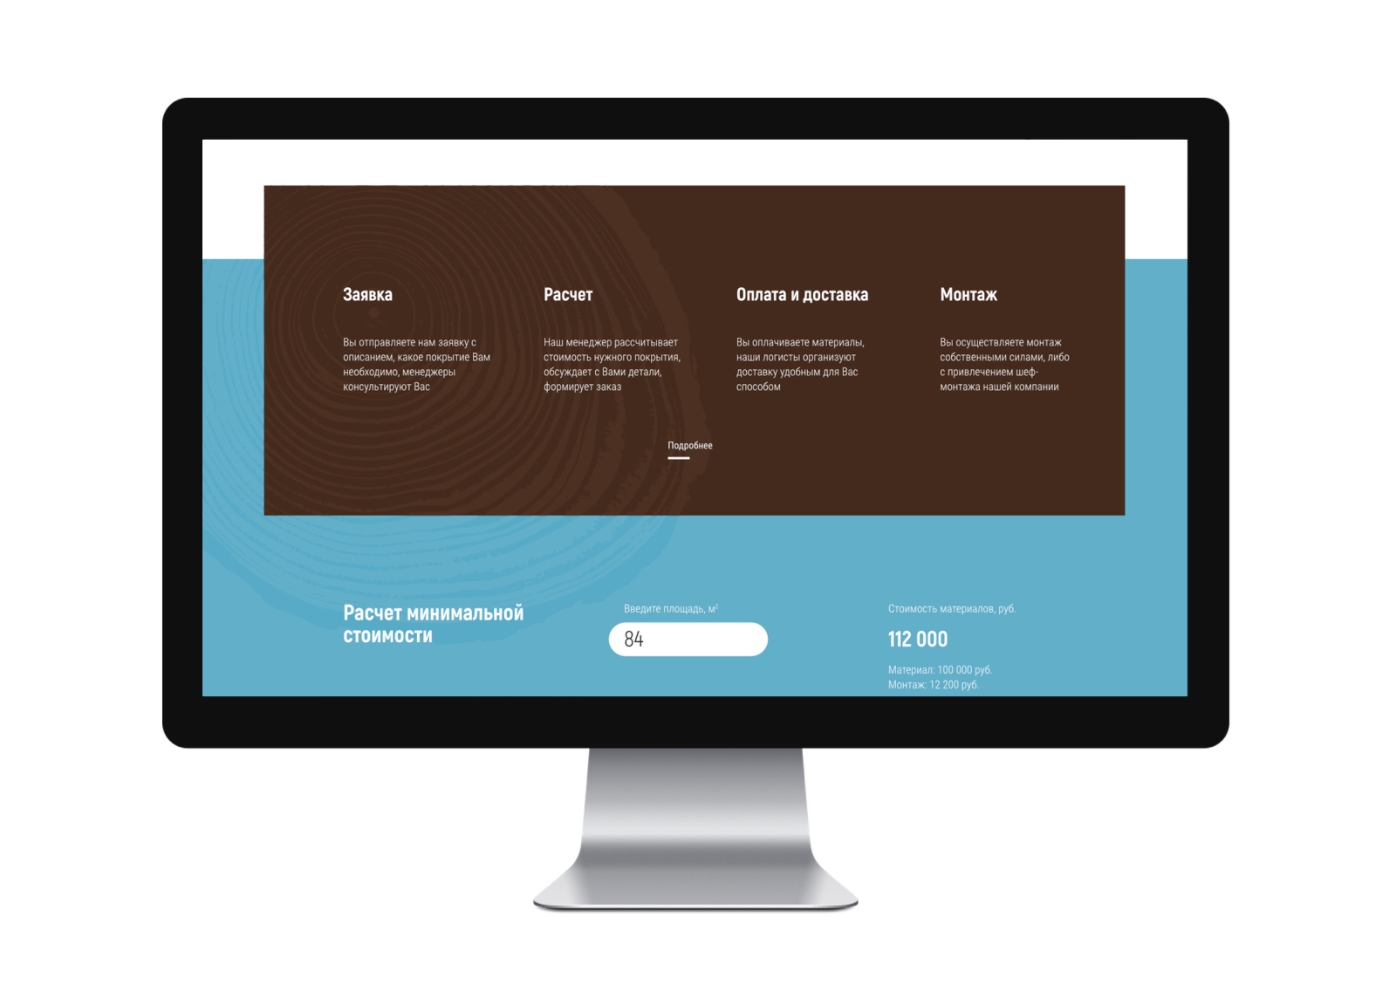 Заявка
Вы отправляете нам заявку с
описанием, какое покрытие Вам
необходимо, менеджеры
консультируют Вас
Расчет
Наш менеджер рассчитывает
стоимость нужного покрытия,
обсуждает с Вами детали,
формирует заказ
Оплата и доставка
Вы оплачиваете материалы,
наши логисты организуют
доставку удобным для Вас
способом
Монтаж
Вы осуществляете монтаж
собственными силами, либо
с привлечением шеф-
монтажа нашей компании
Подробнее
Расчет минимальной
стоимости
Введите площадь, м²
84
Стоимость материалов, руб.
112 000
Материал: 100 000 руб.
Монтаж: 12 200 руб.